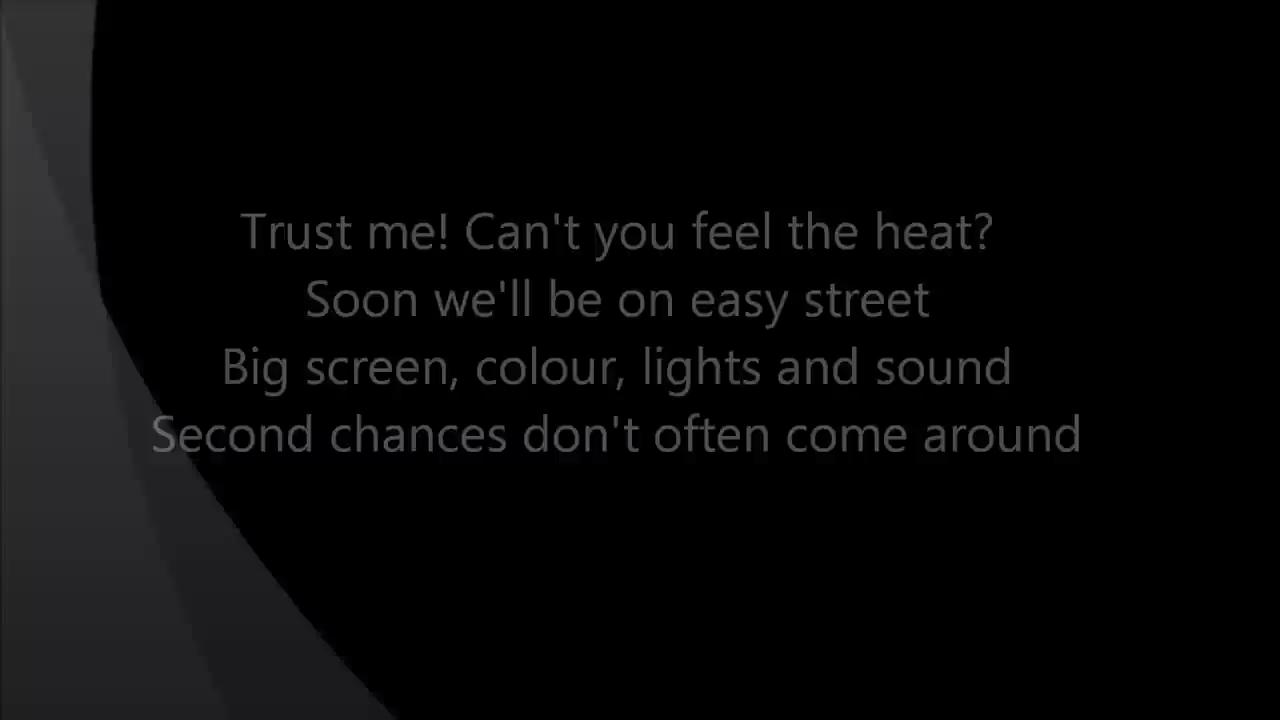 Trust me! Can't you feel the heat?
Soon we'll be on easy street
Big screen, colour, lights and sound
Second chances don't often come around